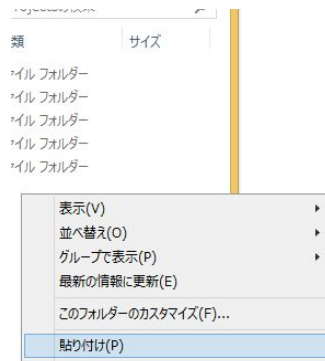 類 サイズ
イル フォルダー
イル フォルダー
イル フォルダー
イル フォルダー
イル フォルダー
表示(V)
並べ替え(O)
グループで表示(P)
最新の情報に更新(E)
このフォルダーのカスタマイズ(F)...
貼り付け(P)